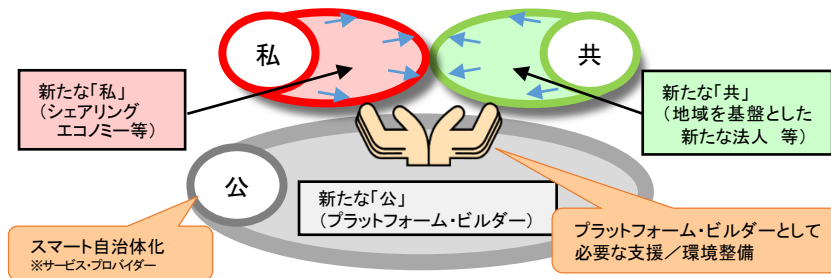 私
共
新たな「私」
（シェアリング
エコノミー等）
新たな「共」
（地域を基盤とした
新たな法人　等）
公
新たな「公」
（プラットフォーム・ビルダー）
スマート自治体化
※サービス・プロバイダー
プラットフォーム・ビルダーとして
必要な支援／環境整備